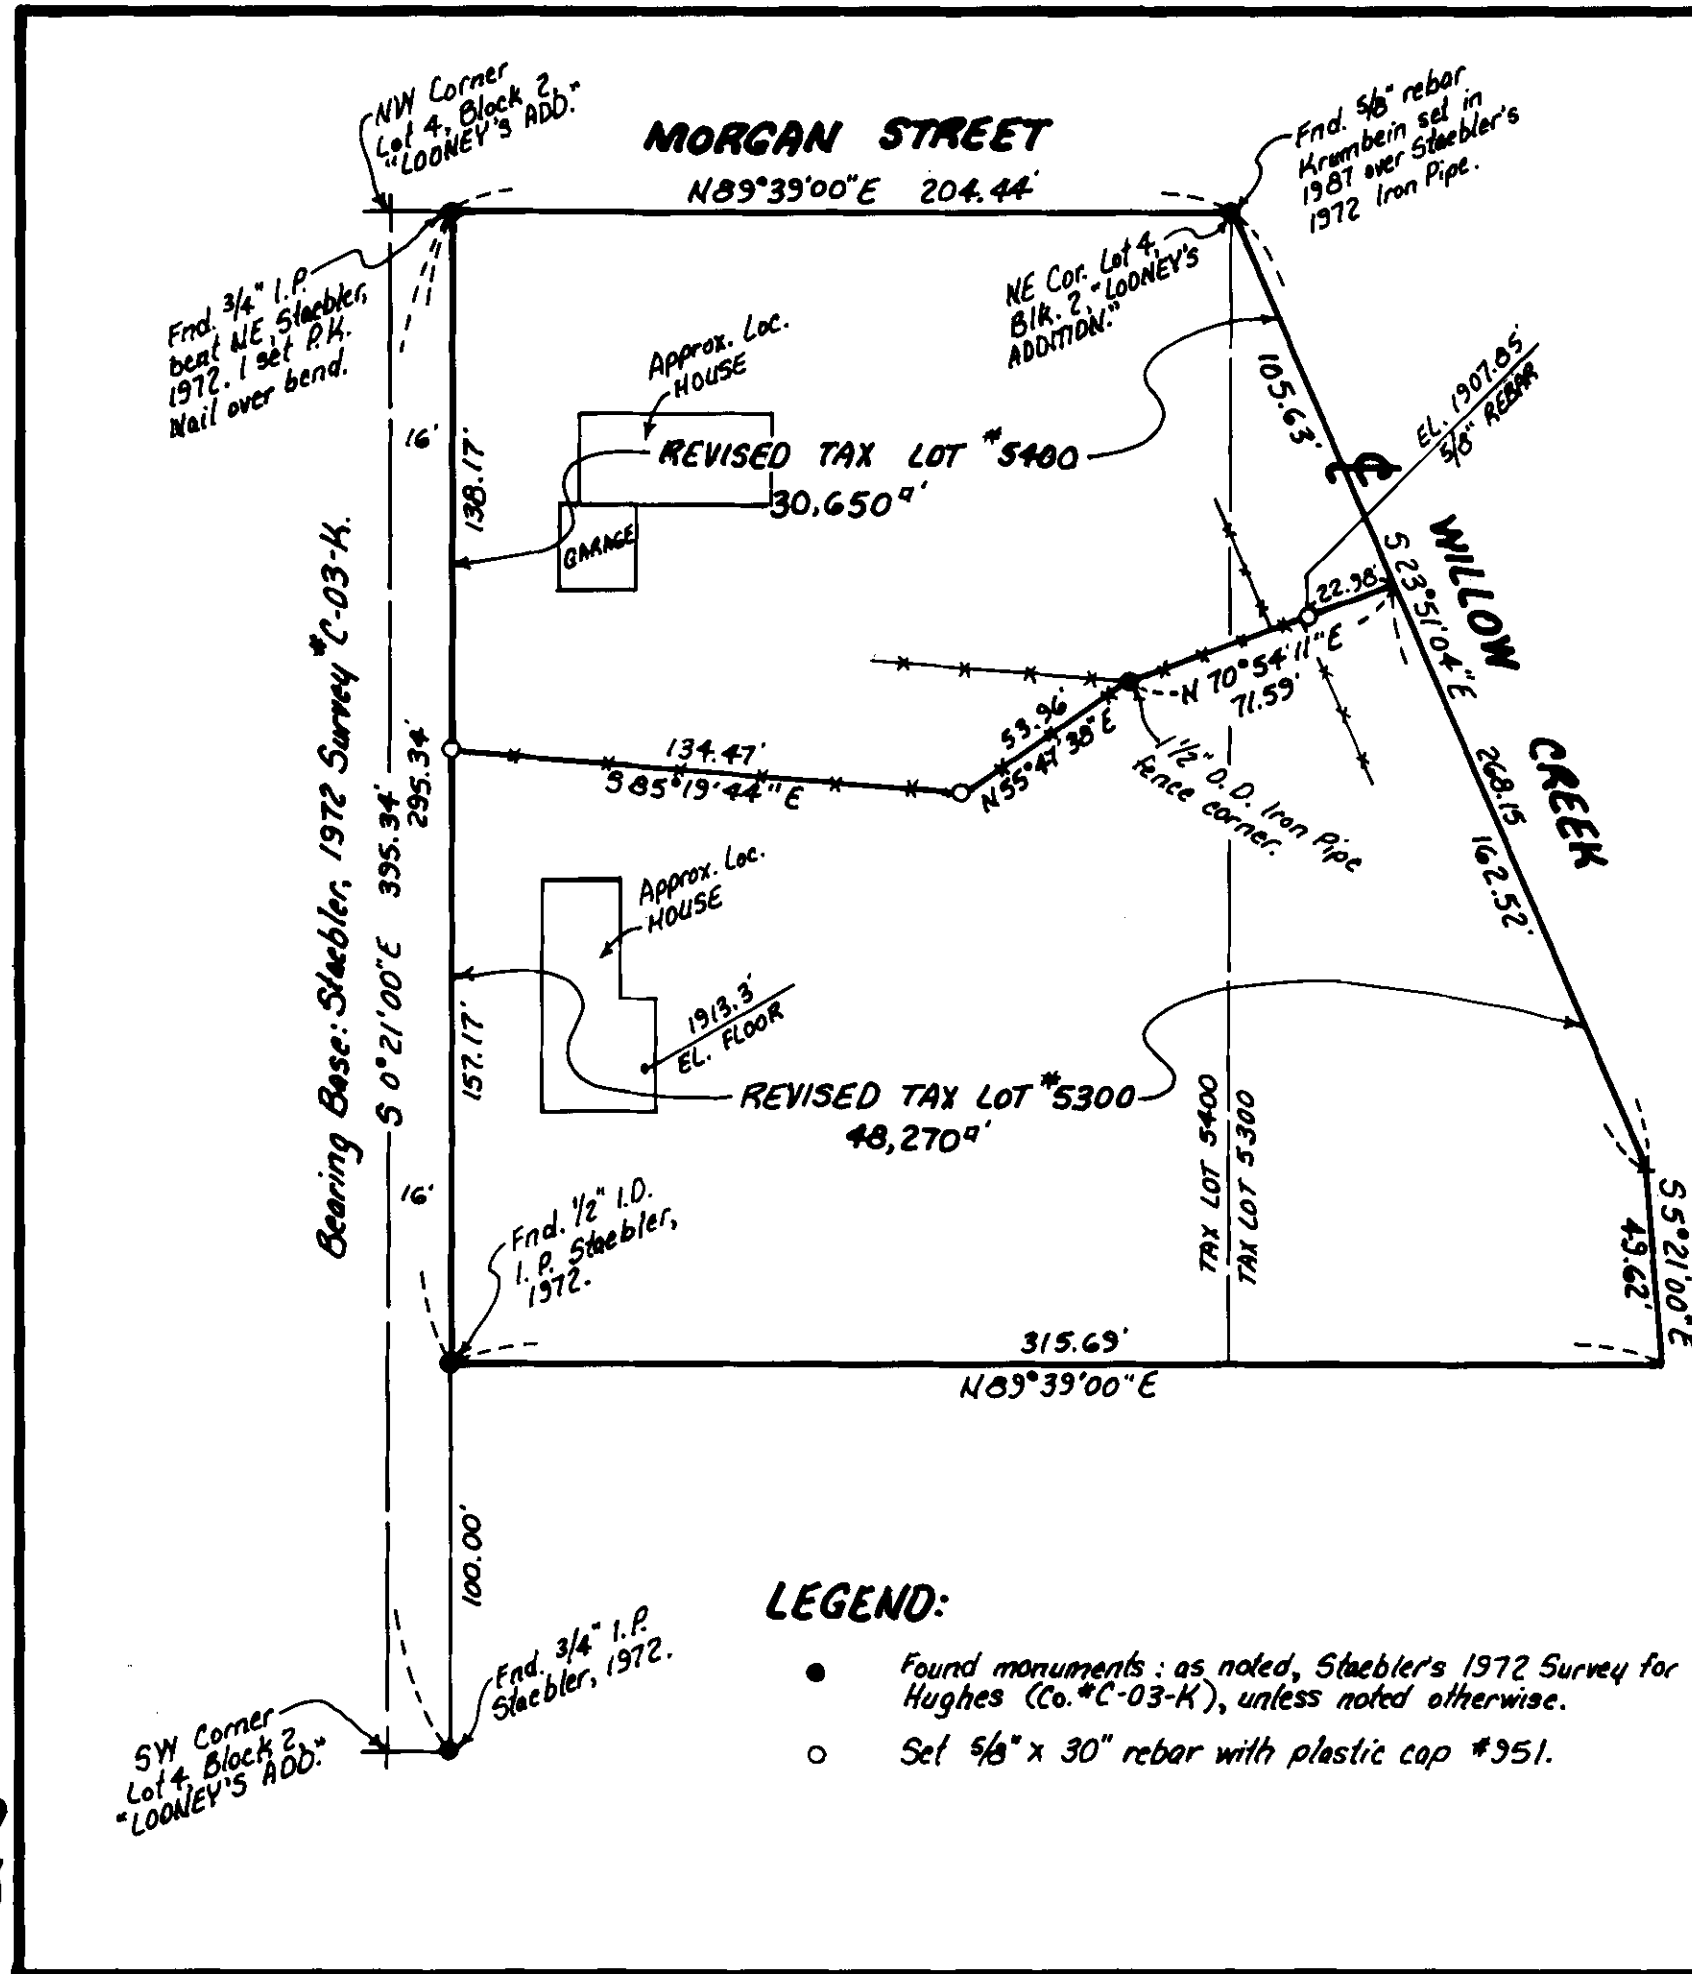 NW Corner
Lot 4, Block 2,
"LOONEY'S ADD."
MORGAN STREET
N89°39'00"E 204.44'
Fnd. 5/8" rebar
Krumbein set in
1987 over Staebler's
1972 Iron Pipe.
Fnd. 3/4" I.P.
bent NE, Staebler,
1972. I set P.K.
Nail over bend.
NE Cor. Lot 4,
Blk. 2, "LOONEY'S
ADDITION."
Approx. Loc.
HOUSE
105.63'
EL. 1907.85'
5/8" REBAR
16'
138.17'
REVISED TAX LOT #5400
30,650 □'
GARAGE
WILLOW CREEK
S 23°51'04"E
22.98'
N 70°54'11"E
71.59'
53.96'
N55°47'38"E
1 1/2" O.D. Iron Pipe
fence corner.
134.47'
S 85°19'44"E
268.15
162.52'
Bearing Base: Staebler, 1972 Survey #C-03-K.
S 0°21'00"E 395.34'
295.34'
Approx. Loc.
HOUSE
1913.3'
EL. FLOOR
157.17'
REVISED TAX LOT #5300
48,270 □'
TAX LOT 5400
TAX LOT 5300
16'
Fnd. 1/2" I.D.
I.P. Staebler,
1972.
S 5°21'00"E
49.62'
315.69'
N89°39'00"E
100.00'
Fnd. 3/4" I.P.
Staebler, 1972.
SW Corner
Lot 4, Block 2,
"LOONEY'S ADD."
LEGEND:
Found monuments: as noted, Staebler's 1972 Survey for
Hughes (Co. #C-03-K), unless noted otherwise.
Set 5/8" x 30" rebar with plastic cap #951.